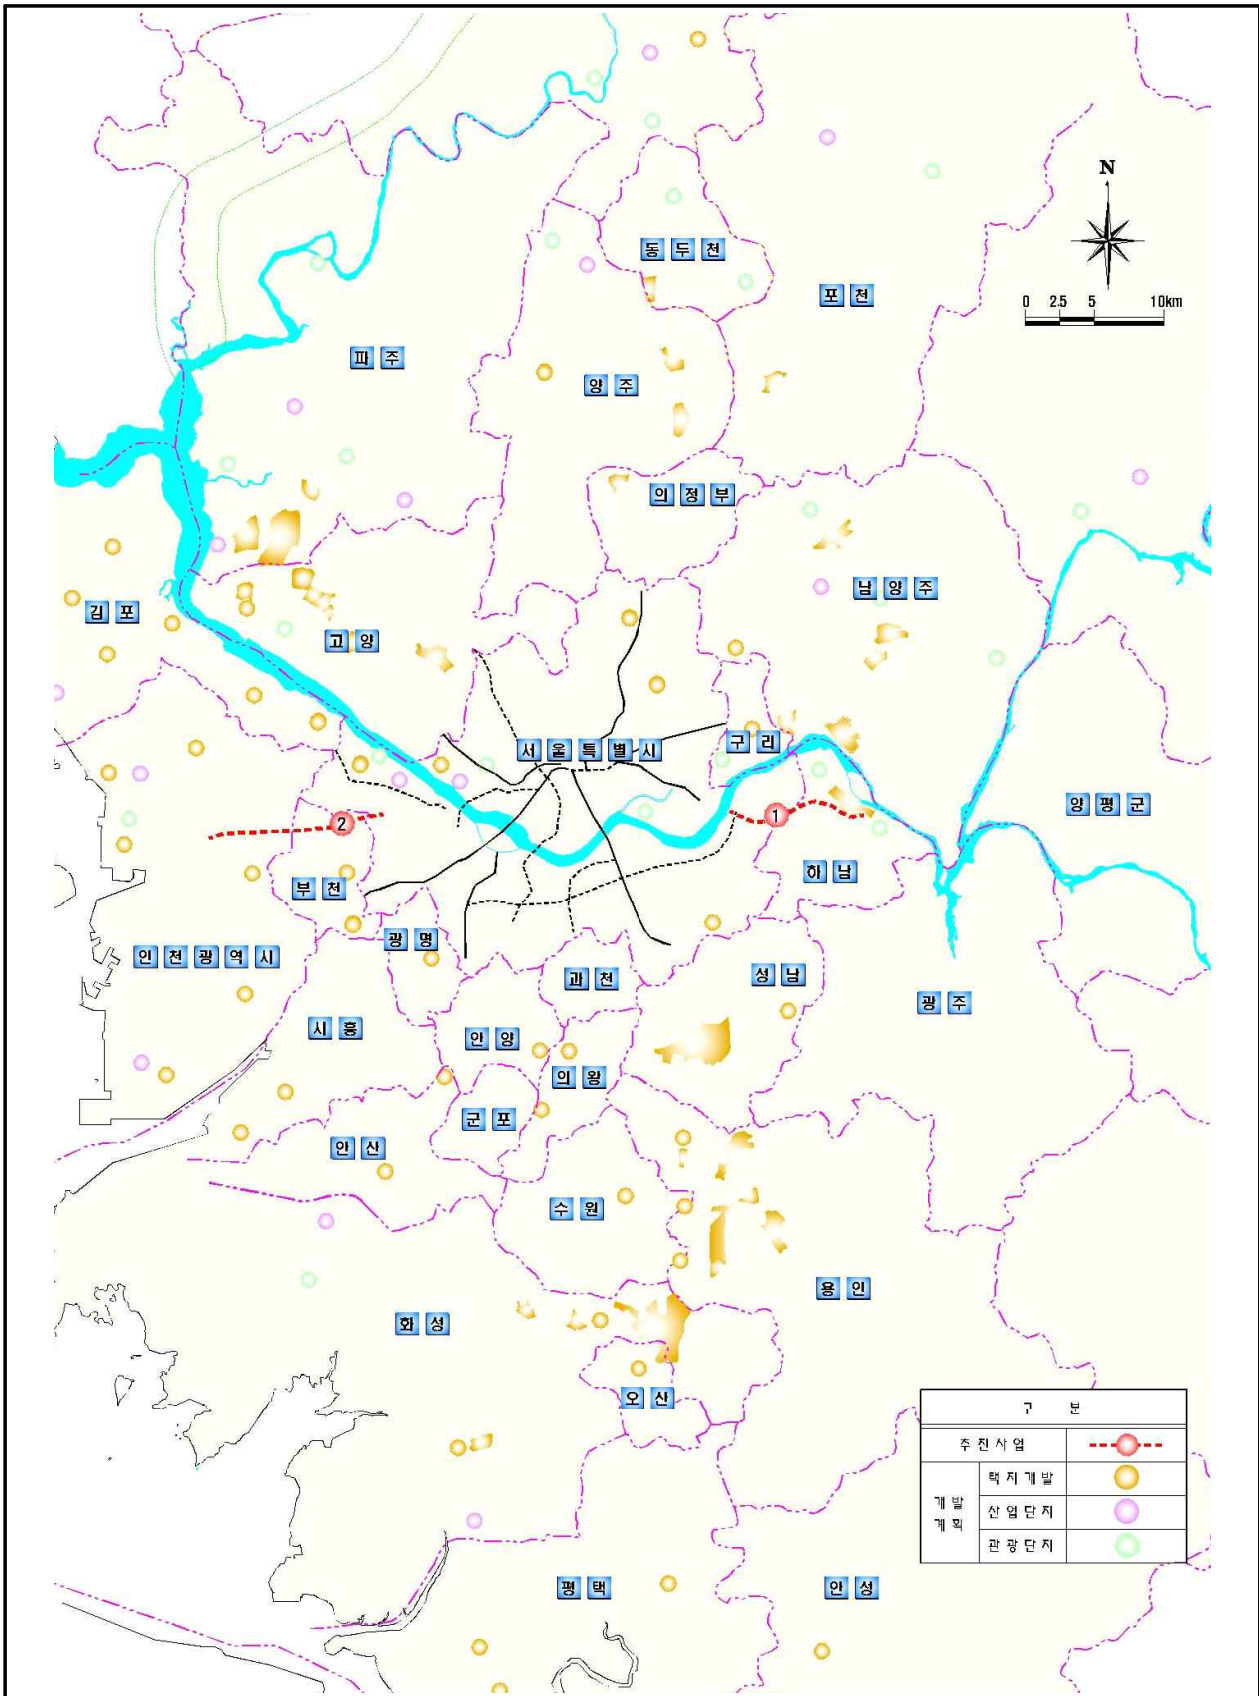 N
동두천
포천
0 2.5 5 10km
파주
양주
의정부
남양주
김포
고양
서울특별시
구리
양평군
1
2
하남
부천
광명
인천광역시
과천
성남
광주
시흥
안양
의왕
군포
안산
수원
용인
화성
오산
구 분
추진사업
택지개발
개발
계획
산업단지
관광단지
평택
안성